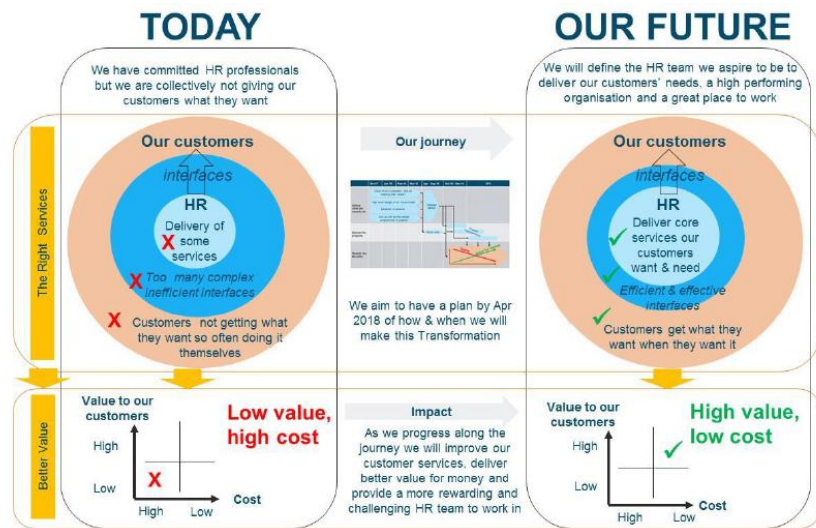 TODAY
We have committed HR professionals
but we are collectively not giving our
customers what they want
Our customers
interfaces
HR
Delivery of
some
services
X
X
Too many complex
inefficient interfaces
X
Customers not getting what
they want so often doing it
themselves
The Right Services
Our journey
We aim to have a plan by Apr
2018 of how & when we will
make this Transformation
OUR FUTURE
We will define the HR team we aspire to be to
deliver our customers' needs, a high performing
organisation and a great place to work
Our customers
interfaces
HR
Deliver core
services our
customers
want & need
Efficient & effective
interfaces
Customers get what they
want when they want it
Better Value
Value to our
customers
High
Low
X
High Low
Cost
Low value,
high cost
Impact
As we progress along the
journey we will improve our
customer services, deliver
better value for money and
provide a more rewarding and
challenging HR team to work in
Value to our
customers
High
Low
High Low
Cost
High value,
low cost